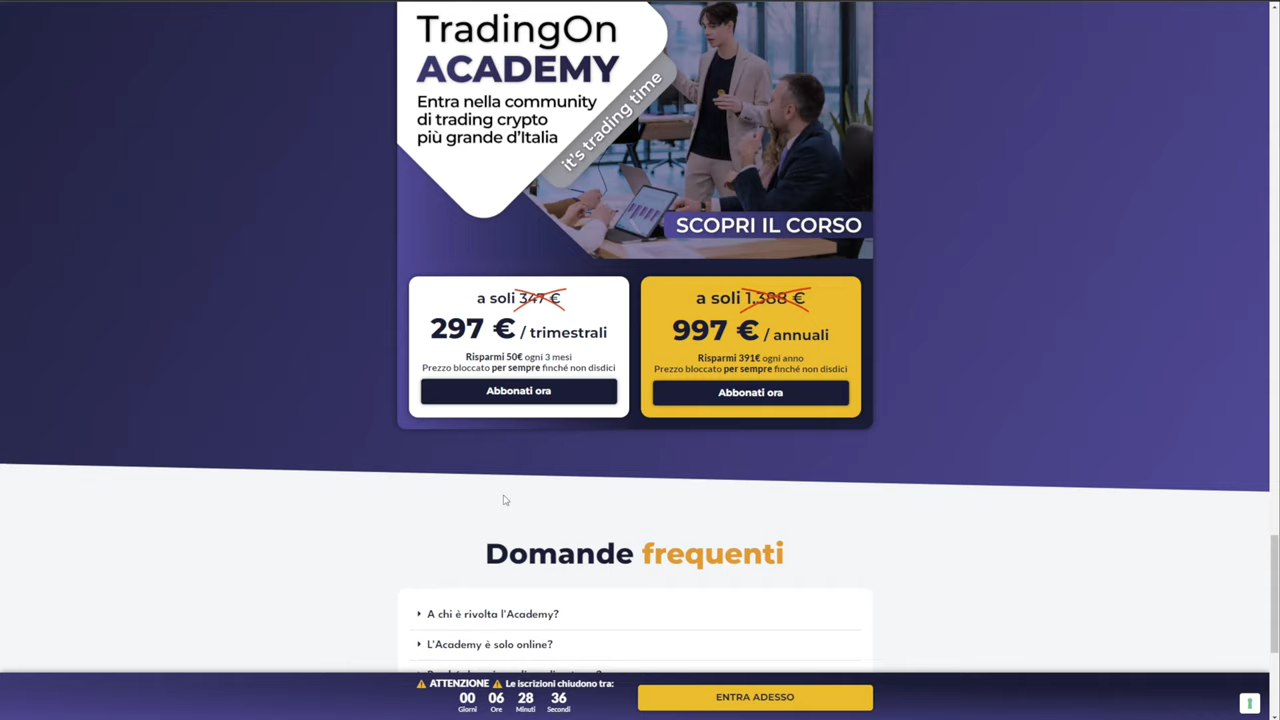 TradingOn
ACADEMY
Entra nella community
di trading crypto
più grande d'Italia
it's trading time
SCOPRI IL CORSO
a soli 347 €
297 € / trimestrali
Risparmi 50€ ogni 3 mesi
Prezzo bloccato per sempre finché non disdici
Abbonati ora
a soli 1.388 €
997 € / annuali
Risparmi 391€ ogni anno
Prezzo bloccato per sempre finché non disdici
Abbonati ora
Domande frequenti
A chi è rivolta l'Academy?
L'Academy è solo online?
⚠ ATTENZIONE ⚠ Le iscrizioni chiudono tra:
00 06 28 36
Giorni Ore Minuti Secondi
ENTRA ADESSO